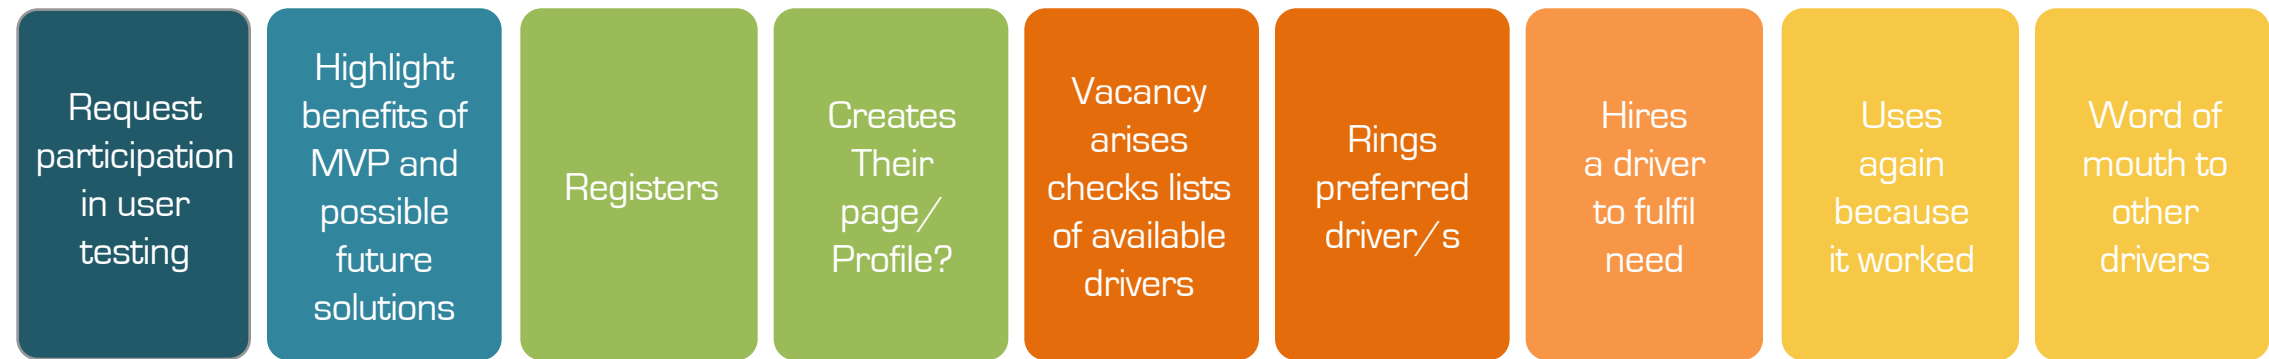 Request
participation
in user
testing
Highlight
benefits of
MVP and
possible
future
solutions
Registers
Creates
Their
page/
Profile?
Vacancy
arises
checks lists
of available
drivers
Rings
preferred
driver/s
Hires
a driver
to fulfil
need
Uses
again
because
it worked
Word of
mouth to
other
drivers